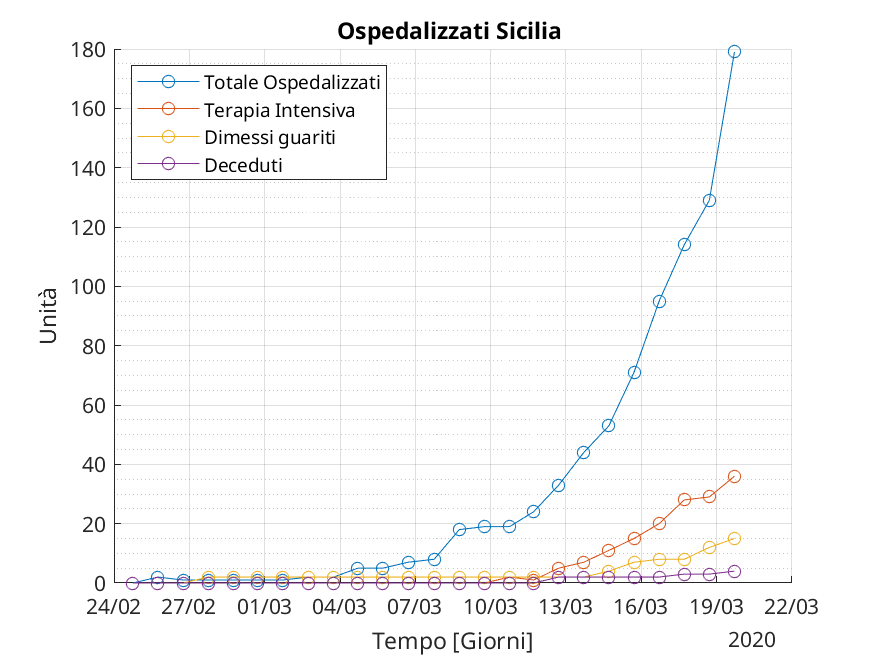 Ospedalizzati Sicilia
180
160
140
120
100
80
60
40
20
0
Unità
Totale Ospedalizzati
Terapia Intensiva
Dimessi guariti
Deceduti
24/02 27/02 01/03 04/03 07/03 10/03 13/03 16/03 19/03 22/03
Tempo [Giorni]
2020